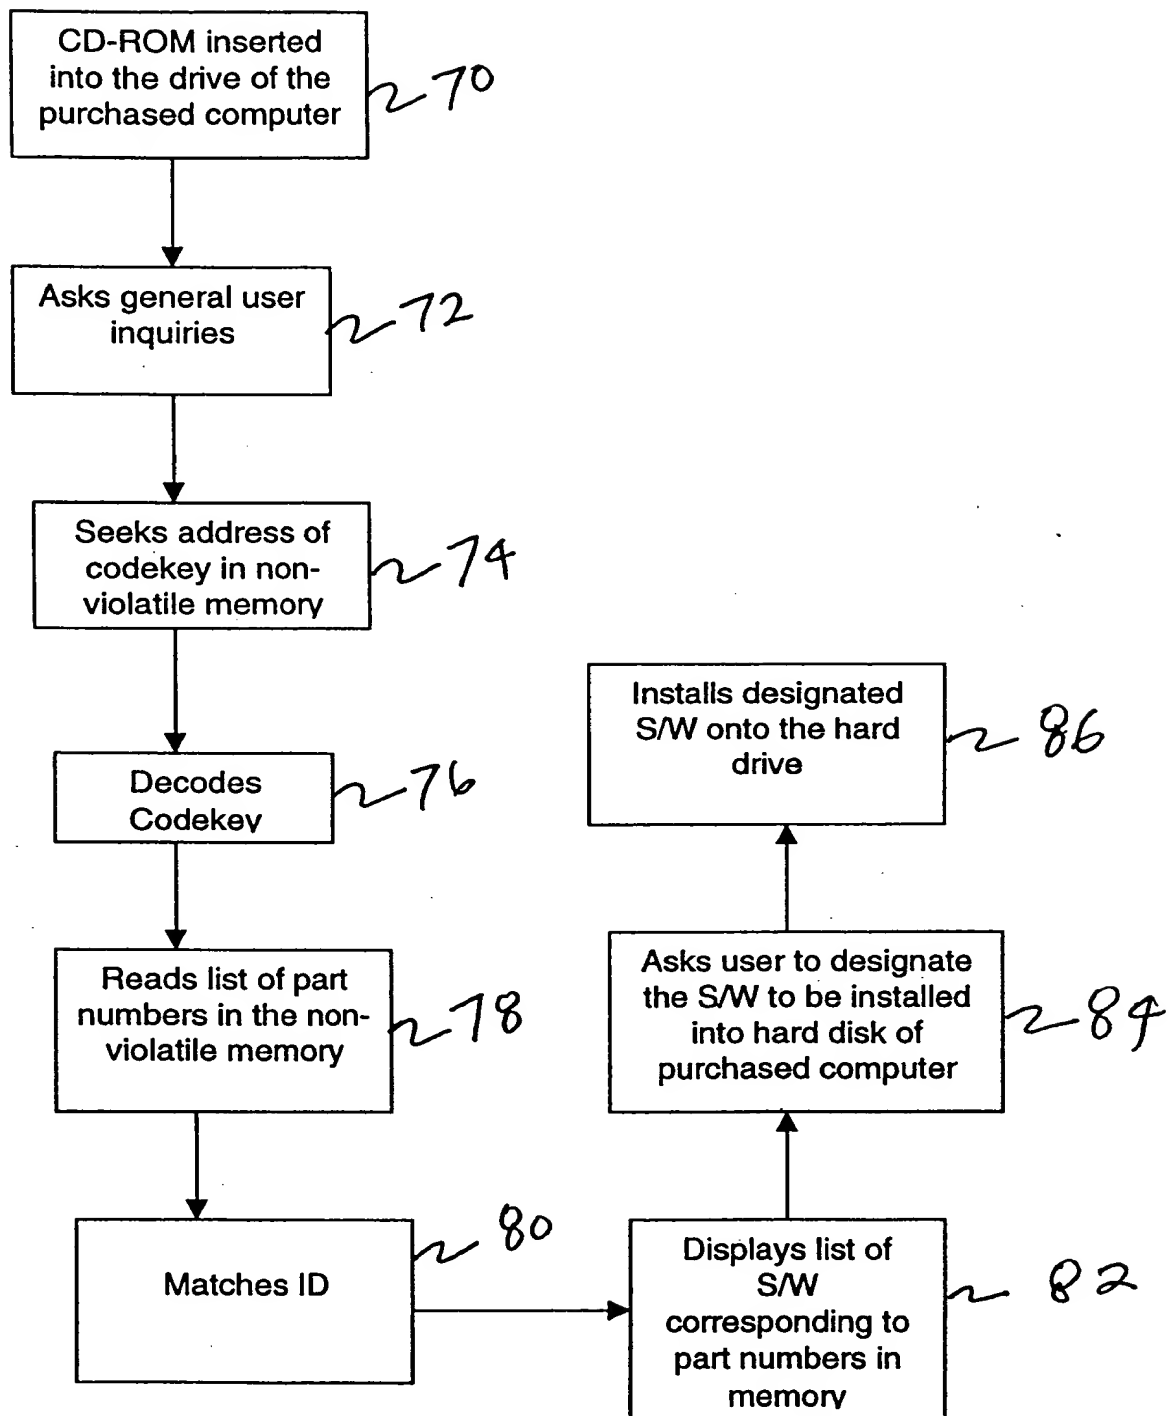 CD-ROM inserted
into the drive of the
purchased computer
70
Asks general user
inquiries
72
Seeks address of
codekey in non-
violatile memory
74
Decodes
Codekey
76
Reads list of part
numbers in the non-
violatile memory
78
Matches ID
80
Displays list of
S/W
corresponding to
part numbers in
memory
82
Asks user to designate
the S/W to be installed
into hard disk of
purchased computer
84
Installs designated
S/W onto the hard
drive
86